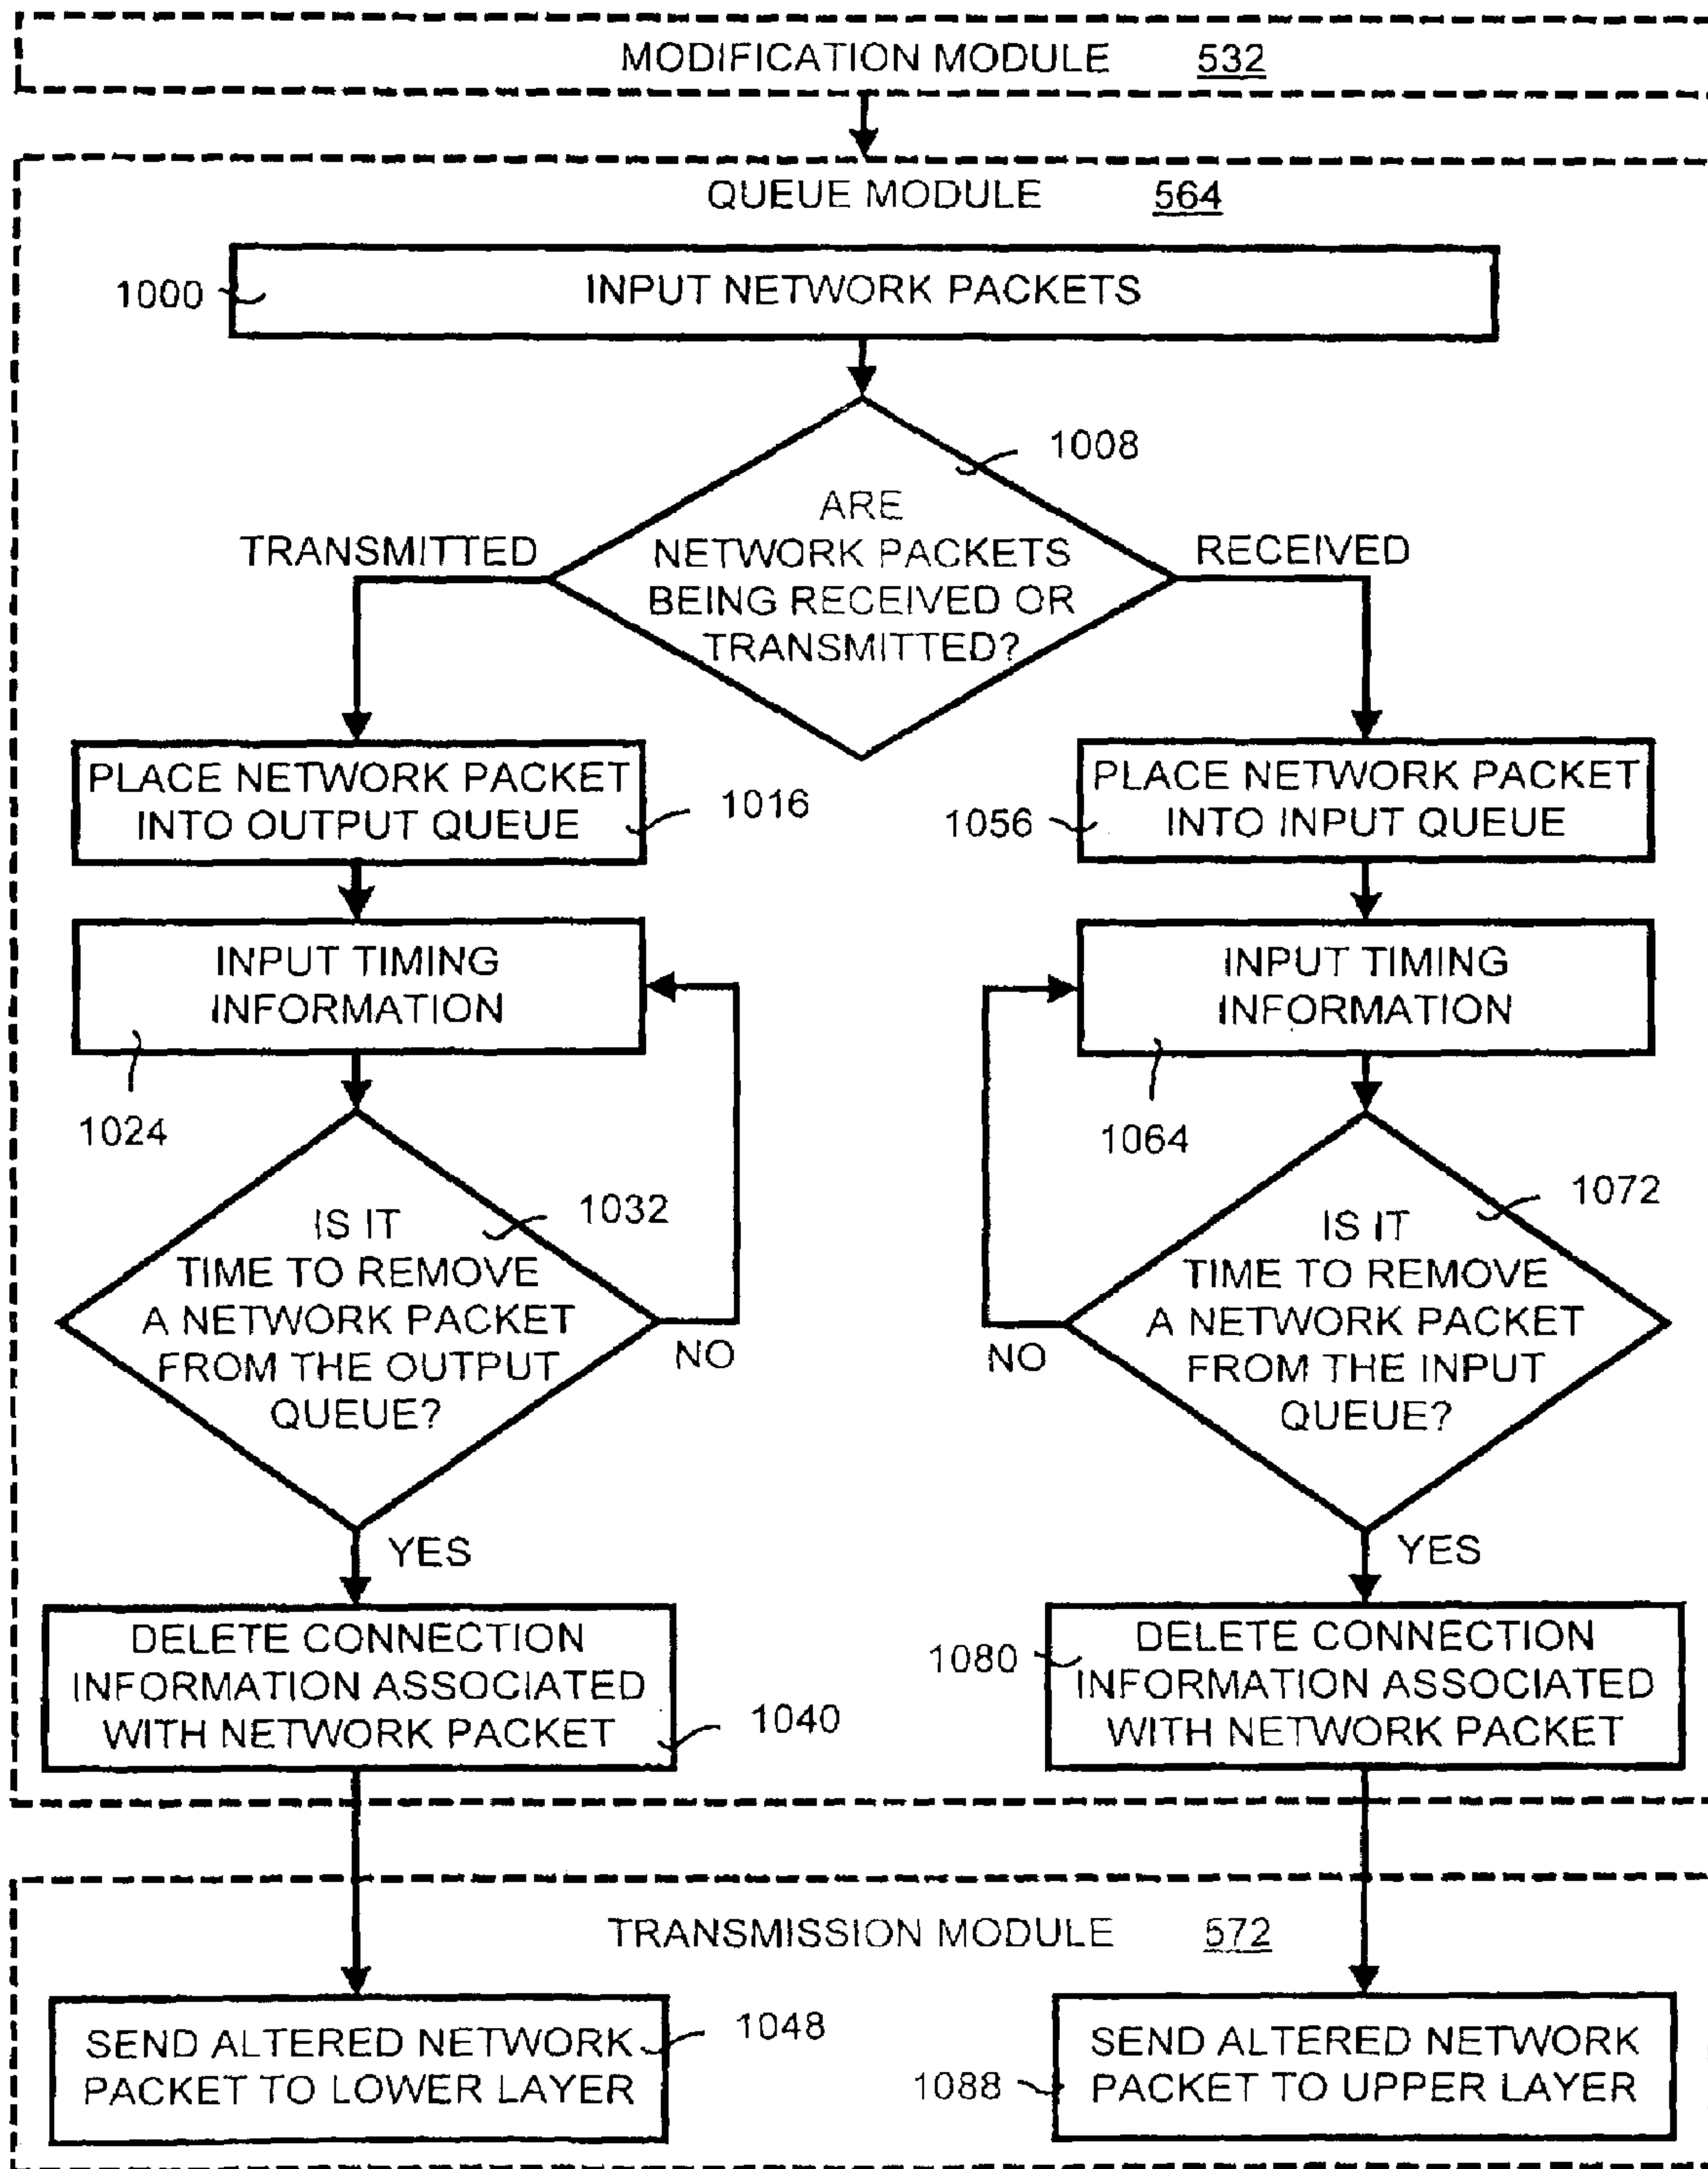 MODIFICATION MODULE 532
QUEUE MODULE 564
1000
INPUT NETWORK PACKETS
1008
ARE
NETWORK PACKETS
BEING RECEIVED OR
TRANSMITTED?
TRANSMITTED
RECEIVED
PLACE NETWORK PACKET
INTO OUTPUT QUEUE
1016
1056
PLACE NETWORK PACKET
INTO INPUT QUEUE
INPUT TIMING
INFORMATION
1024
INPUT TIMING
INFORMATION
1064
IS IT
TIME TO REMOVE
A NETWORK PACKET
FROM THE OUTPUT
QUEUE?
1032
NO
IS IT
TIME TO REMOVE
A NETWORK PACKET
FROM THE INPUT
QUEUE?
1072
NO
YES
YES
DELETE CONNECTION
INFORMATION ASSOCIATED
WITH NETWORK PACKET
1040
1080
DELETE CONNECTION
INFORMATION ASSOCIATED
WITH NETWORK PACKET
TRANSMISSION MODULE 572
SEND ALTERED NETWORK
PACKET TO LOWER LAYER
1048
1088
SEND ALTERED NETWORK
PACKET TO UPPER LAYER